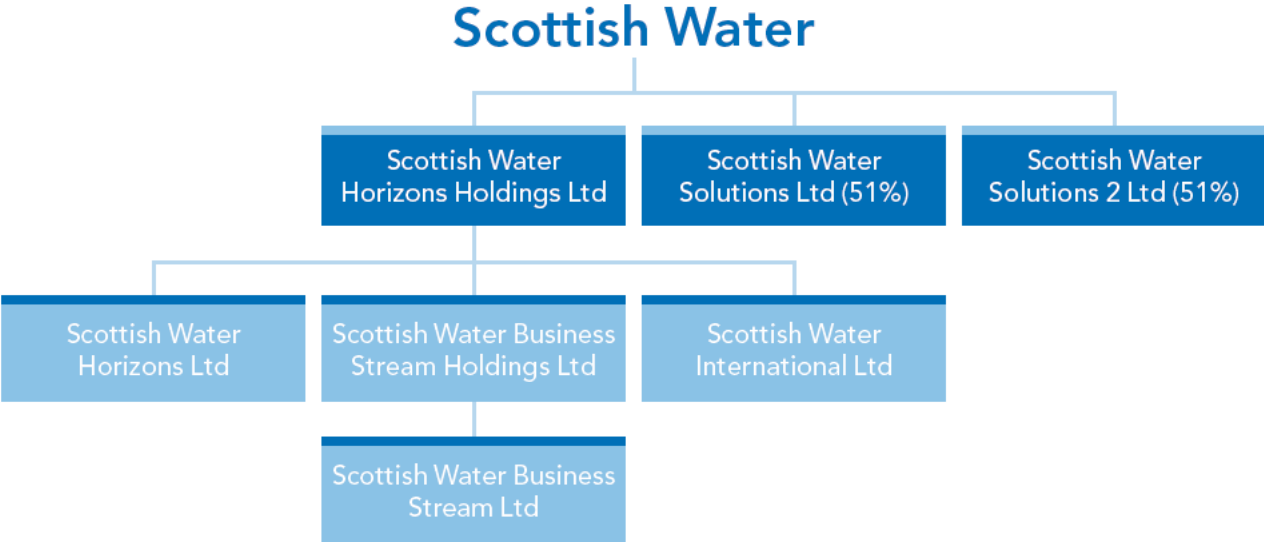 Scottish Water
Scottish Water
Horizons Holdings Ltd
Scottish Water
Solutions Ltd (51%)
Scottish Water
Solutions 2 Ltd (51%)
Scottish Water
Horizons Ltd
Scottish Water Business
Stream Holdings Ltd
Scottish Water
International Ltd
Scottish Water Business
Stream Ltd